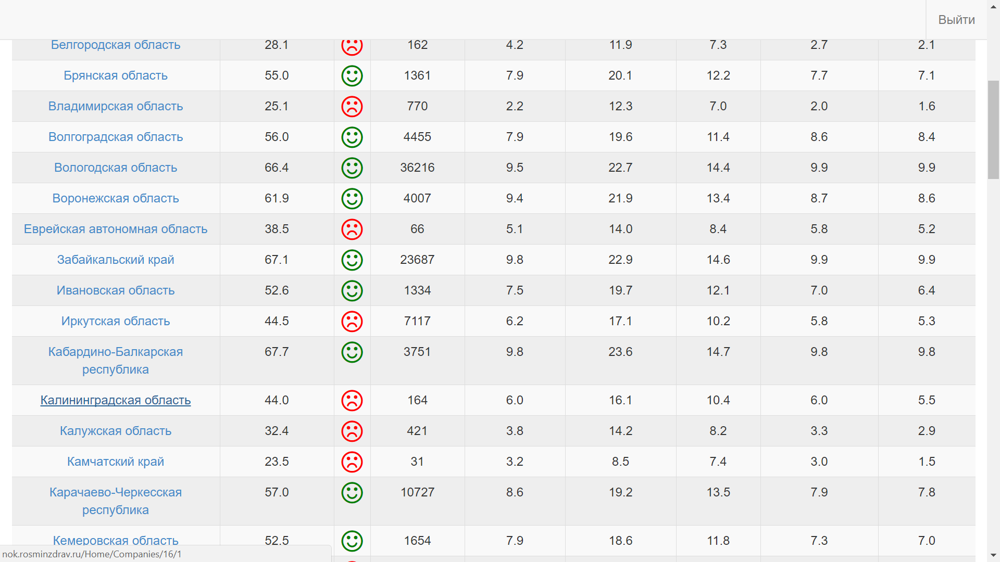 Выйти
Белгородская область 28.1 162 4.2 11.9 7.3 2.7 2.1
Брянская область 55.0 1361 7.9 20.1 12.2 7.7 7.1
Владимирская область 25.1 770 2.2 12.3 7.0 2.0 1.6
Волгоградская область 56.0 4455 7.9 19.6 11.4 8.6 8.4
Вологодская область 66.4 36216 9.5 22.7 14.4 9.9 9.9
Воронежская область 61.9 4007 9.4 21.9 13.4 8.7 8.6
Еврейская автономная область 38.5 66 5.1 14.0 8.4 5.8 5.2
Забайкальский край 67.1 23687 9.8 22.9 14.6 9.9 9.9
Ивановская область 52.6 1334 7.5 19.7 12.1 7.0 6.4
Иркутская область 44.5 7117 6.2 17.1 10.2 5.8 5.3
Кабардино-Балкарская 67.7 3751 9.8 23.6 14.7 9.8 9.8
республика
Калининградская область 44.0 164 6.0 16.1 10.4 6.0 5.5
Калужская область 32.4 421 3.8 14.2 8.2 3.3 2.9
Камчатский край 23.5 31 3.2 8.5 7.4 3.0 1.5
Карачаево-Черкесская 57.0 10727 8.6 19.2 13.5 7.9 7.8
республика
Кемеровская область 52.5 1654 7.9 18.6 11.8 7.3 7.0
nok.rosminzdrav.ru/Home/Companies/16/1